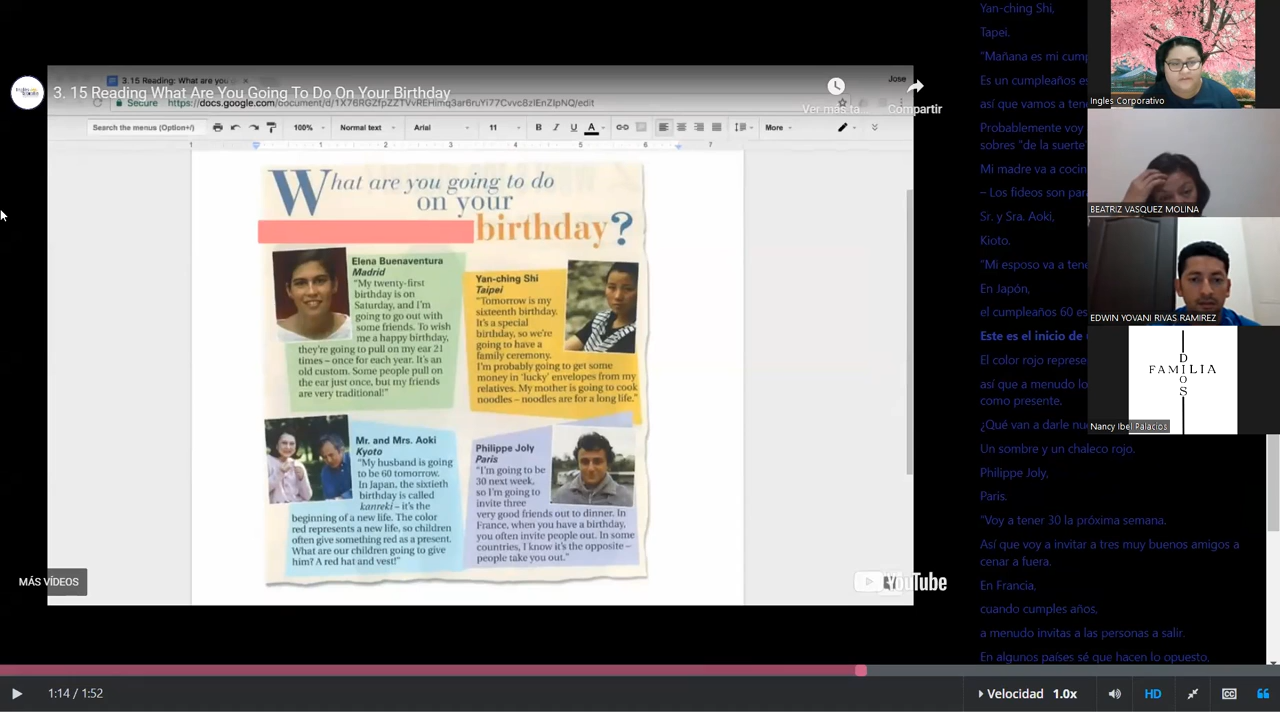 3.15 Reading: What are you
Jose
3. 15 Reading What Are You Going To Do On Your Birthday
Secure
https://docs.google.com/document/d/1X76RGZfpZZTVvREHimq3ar6ruYi77Cvvc8zIEnZIpNQ/edit
Ver más ta
Compartir
Search the menus (Option+/)
100%
Normal text
Arial
11
B I U A
More
1 1 2 3 4 5 6 7
What are you going to do
on your
birthday?
Elena Buenaventura
Madrid
"My twenty-first
birthday is on
Saturday, and I'm
going to go out with
some friends. To wish
me a happy birthday,
they're going to pull on my ear 21
times – once for each year. It's an
old custom. Some people pull on
the ear just once, but my friends
are very traditional!"
Yan-ching Shi
Taipei
"Tomorrow is my
sixteenth birthday.
It's a special
birthday, so we're
going to have a
family ceremony.
I'm probably going to get some
money in 'lucky' envelopes from my
relatives. My mother is going to cook
noodles – noodles are for a long life."
Mr. and Mrs. Aoki
Kyoto
"My husband is going
to be 60 tomorrow.
In Japan, the sixtieth
birthday is called
kanreki – it's the
beginning of a new life. The color
red represents a new life, so children
often give something red as a present.
What are our children going to give
him? A red hat and vest!"
Philippe Joly
Paris
"I'm going to be
30 next week,
so I'm going to
invite three
very good friends out to dinner. In
France, when you have a birthday,
you often invite people out. In some
countries, I know it's the opposite –
people take you out."
MÁS VÍDEOS
YouTube
1:14 / 1:52
Velocidad 1.0x
HD
CC
Yan-ching Shi,
Tapei.
"Mañana es mi cump
Es un cumpleaños es
así que vamos a tene
Probablemente voy
sobres "de la suerte
Mi madre va a cocin
– Los fideos son para
Sr. y Sra. Aoki,
Kioto.
"Mi esposo va a tene
En Japón,
el cumpleaños 60 es
Este es el inicio de u
El color rojo represe
así que a menudo lo
como presente.
¿Qué van a darle nue
Un sombre y un chaleco rojo.
Philippe Joly,
Paris.
"Voy a tener 30 la próxima semana.
Así que voy a invitar a tres muy buenos amigos a
cenar a fuera.
En Francia,
cuando cumples años,
a menudo invitas a las personas a salir.
En algunos países sé que hacen lo opuesto.
Ingles Corporativo
BEATRIZ VASQUEZ MOLINA
EDWIN YOVANI RIVAS RAMIREZ
FAMILIA
DIOS
Nancy Ibel Palacios